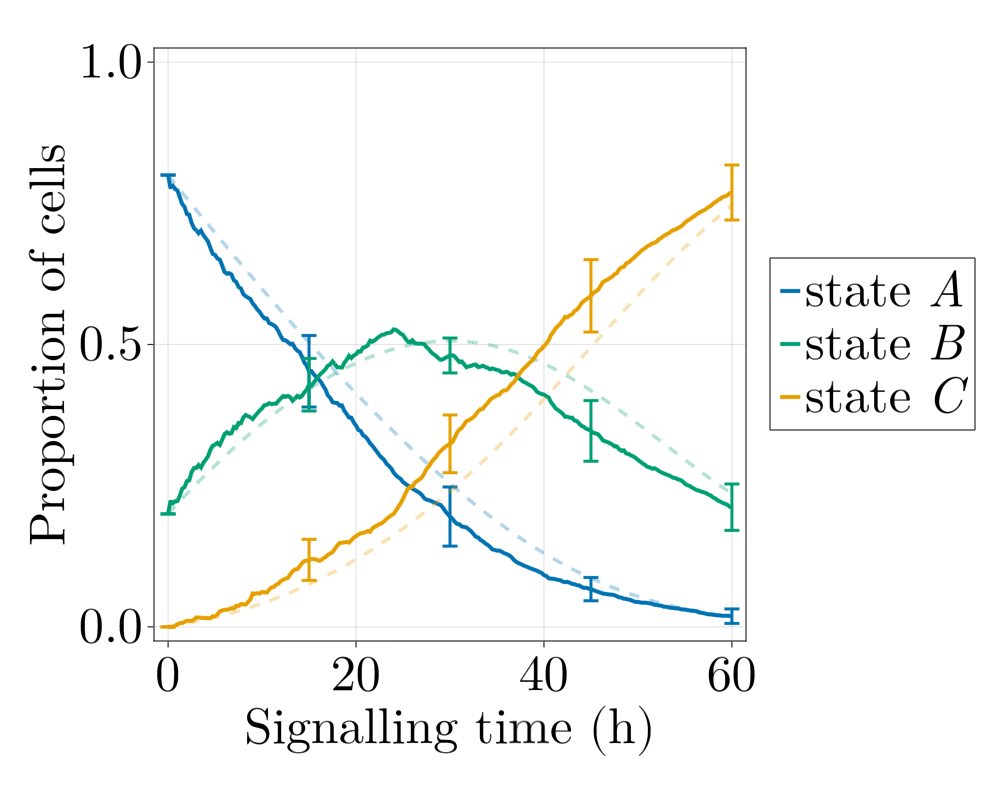 Proportion of cells
1.0
0.5
0.0
0 20 40 60
Signalling time (h)
state A
state B
state C